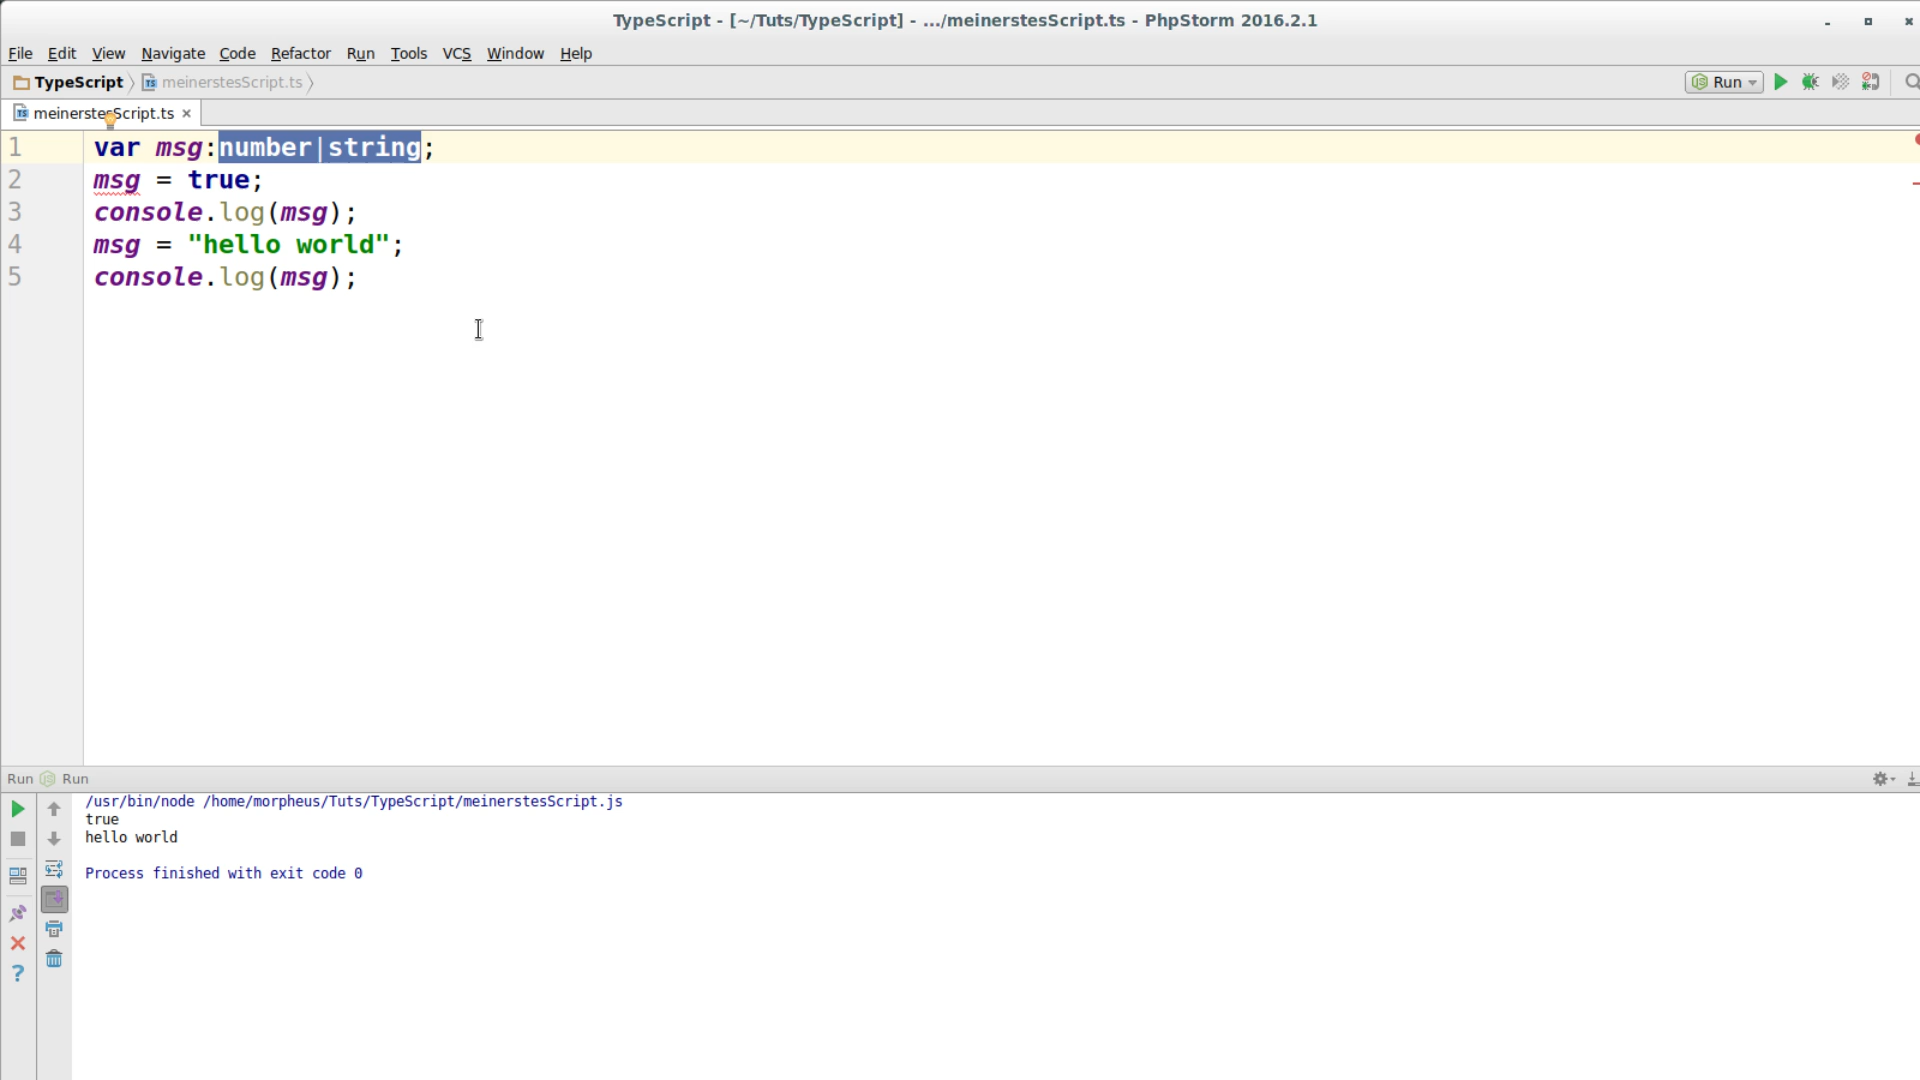 TypeScript - [~/Tuts/TypeScript] - .../meinerstesScript.ts - PhpStorm 2016.2.1
File Edit View Navigate Code Refactor Run Tools VCS Window Help
TypeScript meinerstesScript.ts Run
meinerstesScript.ts
1 var msg:number|string;
2 msg = true;
3 console.log(msg);
4 msg = "hello world";
5 console.log(msg);
Run Run
/usr/bin/node /home/morpheus/Tuts/TypeScript/meinerstesScript.js
true
hello world
Process finished with exit code 0